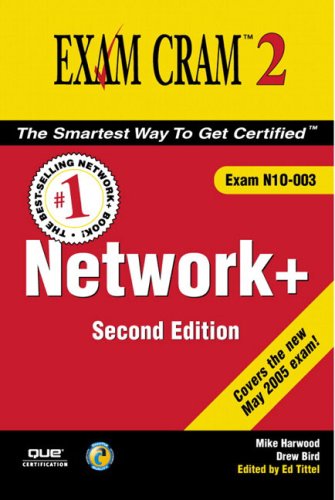 EXAM CRAM™ 2
The Smartest Way To Get Certified™
Exam N10-003
THE BEST-SELLING NETWORK+ BOOK! •
#1
Network+
Second Edition
Covers the new
May 2005 exam!
Mike Harwood
Drew Bird
Edited by Ed Tittel
QUE®
CERTIFICATION